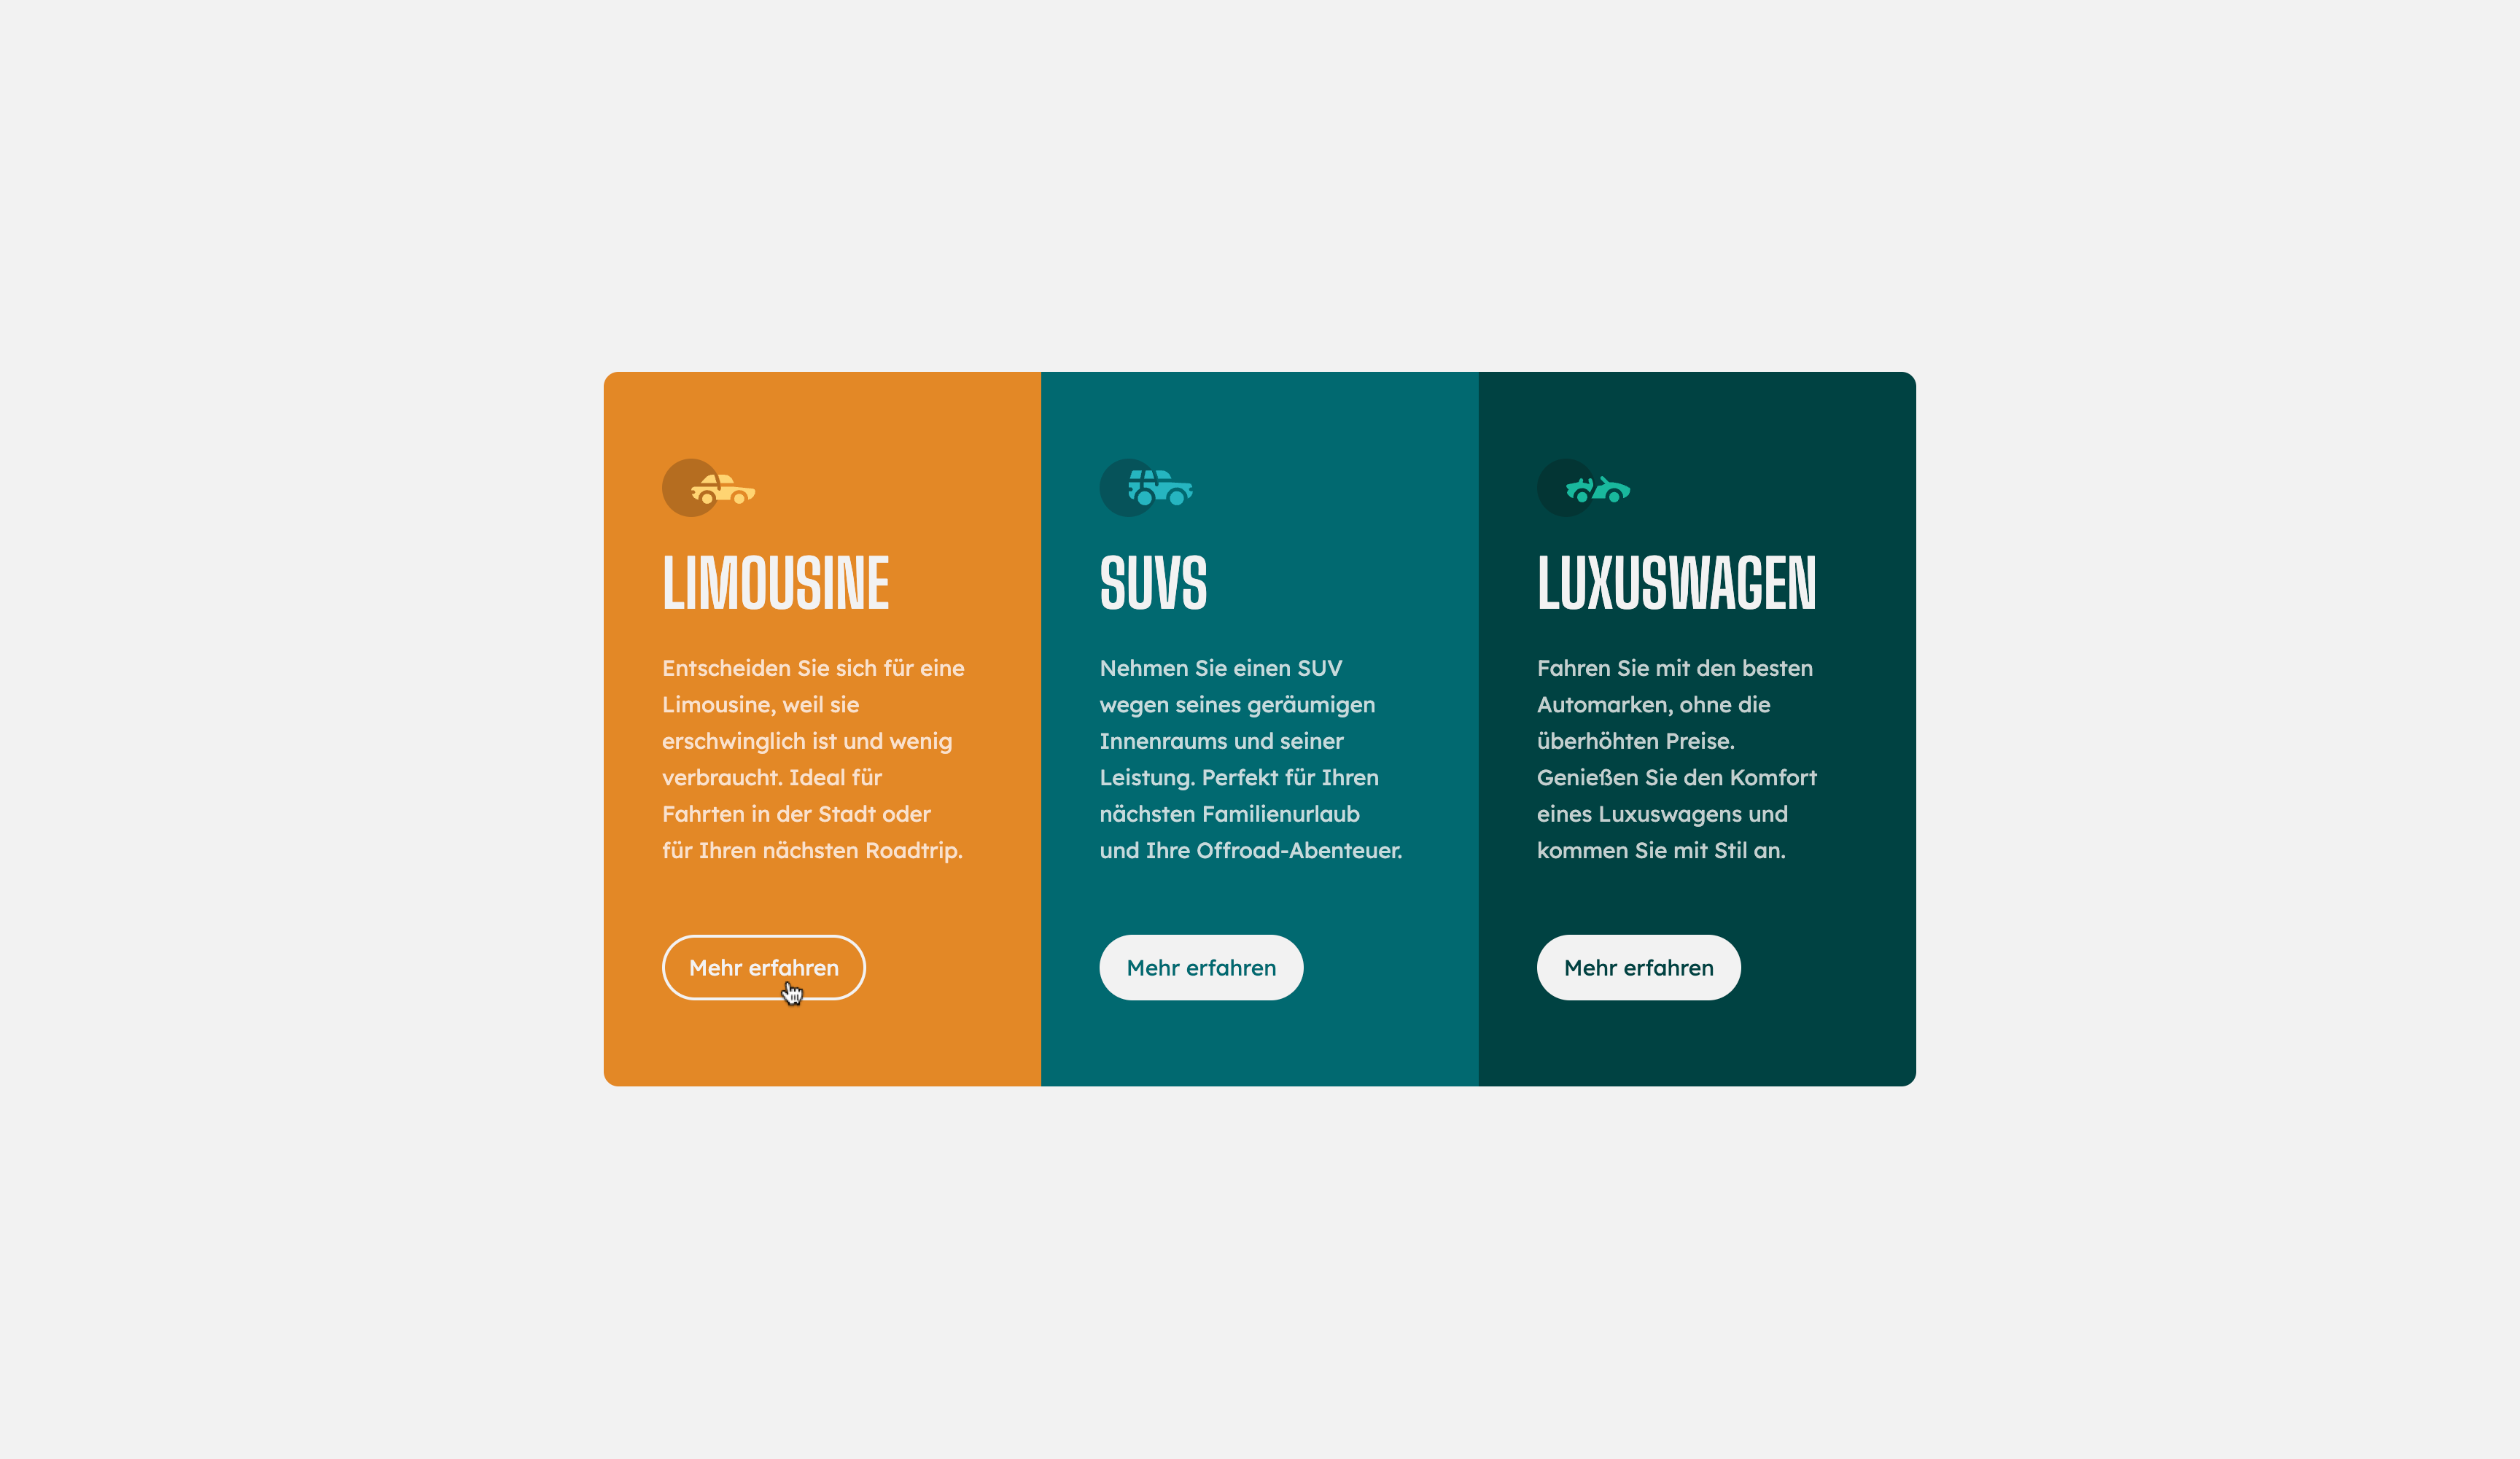 LIMOUSINE
Entscheiden Sie sich für eine
Limousine, weil sie
erschwinglich ist und wenig
verbraucht. Ideal für
Fahrten in der Stadt oder
für Ihren nächsten Roadtrip.
Mehr erfahren
SUVS
Nehmen Sie einen SUV
wegen seines geräumigen
Innenraums und seiner
Leistung. Perfekt für Ihren
nächsten Familienurlaub
und Ihre Offroad-Abenteuer.
Mehr erfahren
LUXUSWAGEN
Fahren Sie mit den besten
Automarken, ohne die
überhöhten Preise.
Genießen Sie den Komfort
eines Luxuswagens und
kommen Sie mit Stil an.
Mehr erfahren